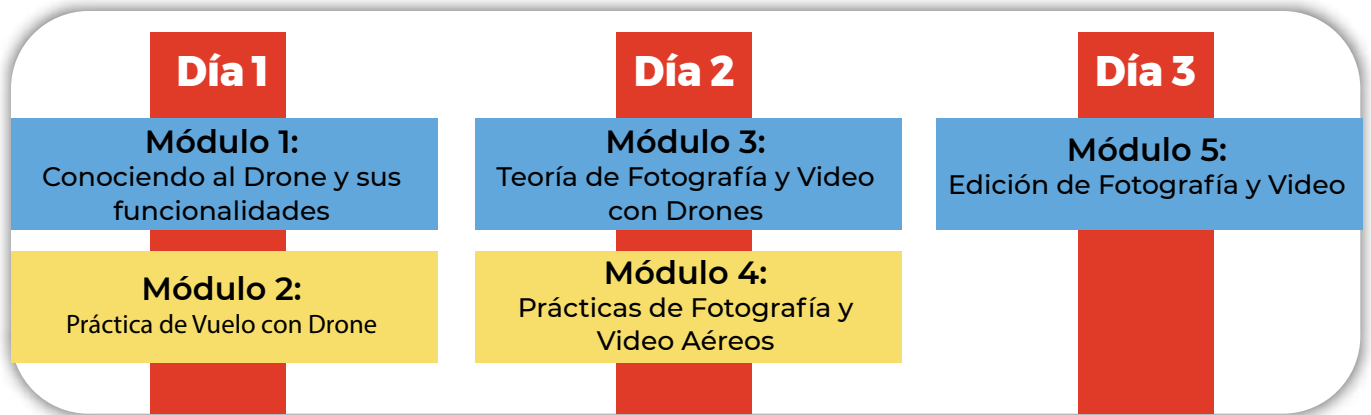 Día 1
Módulo 1:
Conociendo al Drone y sus
funcionalidades
Módulo 2:
Práctica de Vuelo con Drone
Día 2
Módulo 3:
Teoría de Fotografía y Video
con Drones
Módulo 4:
Prácticas de Fotografía y
Video Aéreos
Día 3
Módulo 5:
Edición de Fotografía y Video